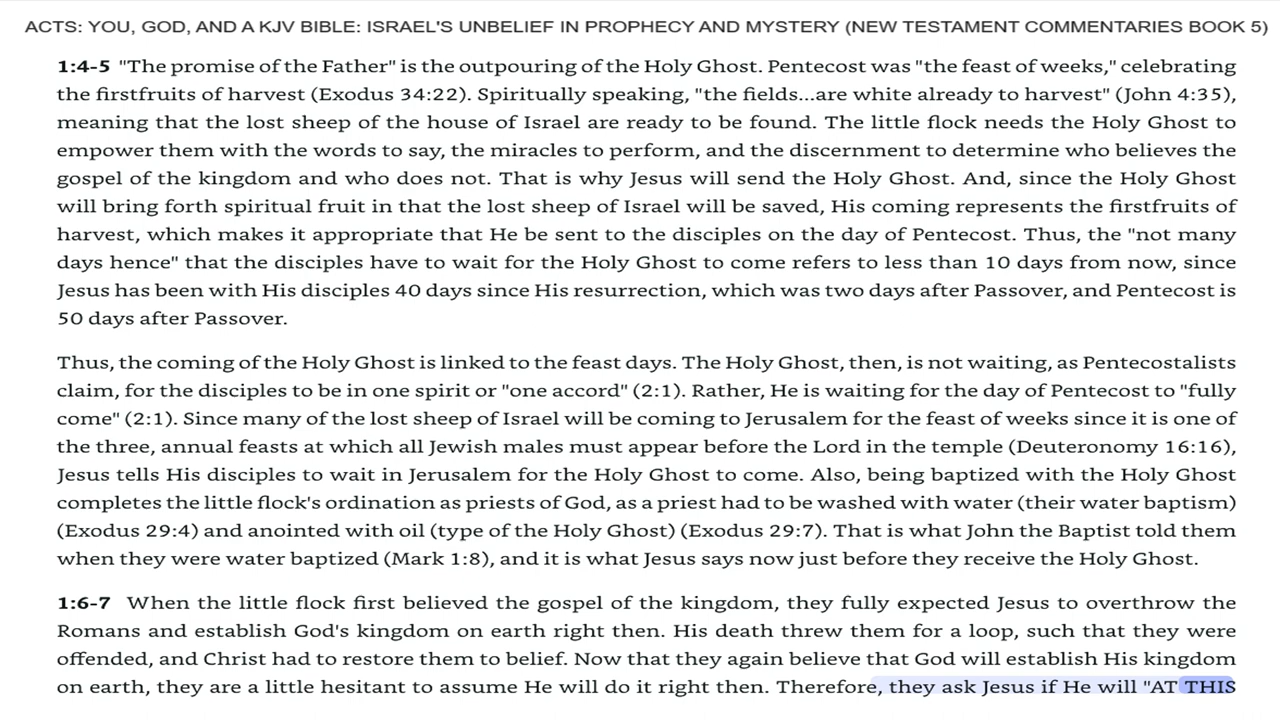 ACTS: YOU, GOD, AND A KJV BIBLE: ISRAEL'S UNBELIEF IN PROPHECY AND MYSTERY (NEW TESTAMENT COMMENTARIES BOOK 5)
1:4-5 "The promise of the Father" is the outpouring of the Holy Ghost. Pentecost was "the feast of weeks," celebrating
the firstfruits of harvest (Exodus 34:22). Spiritually speaking, "the fields...are white already to harvest" (John 4:35),
meaning that the lost sheep of the house of Israel are ready to be found. The little flock needs the Holy Ghost to
empower them with the words to say, the miracles to perform, and the discernment to determine who believes the
gospel of the kingdom and who does not. That is why Jesus will send the Holy Ghost. And, since the Holy Ghost
will bring forth spiritual fruit in that the lost sheep of Israel will be saved, His coming represents the firstfruits of
harvest, which makes it appropriate that He be sent to the disciples on the day of Pentecost. Thus, the "not many
days hence" that the disciples have to wait for the Holy Ghost to come refers to less than 10 days from now, since
Jesus has been with His disciples 40 days since His resurrection, which was two days after Passover, and Pentecost is
50 days after Passover.
Thus, the coming of the Holy Ghost is linked to the feast days. The Holy Ghost, then, is not waiting, as Pentecostalists
claim, for the disciples to be in one spirit or "one accord" (2:1). Rather, He is waiting for the day of Pentecost to "fully
come" (2:1). Since many of the lost sheep of Israel will be coming to Jerusalem for the feast of weeks since it is one of
the three, annual feasts at which all Jewish males must appear before the Lord in the temple (Deuteronomy 16:16),
Jesus tells His disciples to wait in Jerusalem for the Holy Ghost to come. Also, being baptized with the Holy Ghost
completes the little flock's ordination as priests of God, as a priest had to be washed with water (their water baptism)
(Exodus 29:4) and anointed with oil (type of the Holy Ghost) (Exodus 29:7). That is what John the Baptist told them
when they were water baptized (Mark 1:8), and it is what Jesus says now just before they receive the Holy Ghost.
1:6-7 When the little flock first believed the gospel of the kingdom, they fully expected Jesus to overthrow the
Romans and establish God's kingdom on earth right then. His death threw them for a loop, such that they were
offended, and Christ had to restore them to belief. Now that they again believe that God will establish His kingdom
on earth, they are a little hesitant to assume He will do it right then. Therefore, they ask Jesus if He will "AT THIS